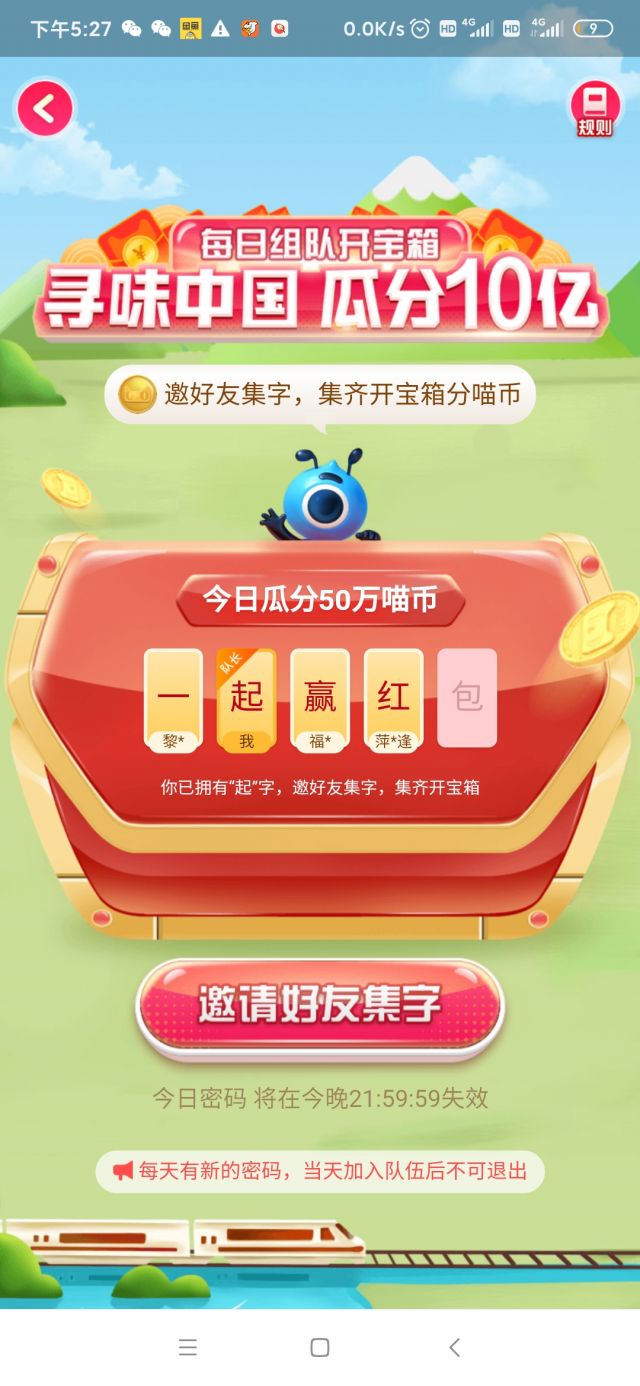 下午5:27
0.0K/s
HD
4G
HD
4G
9
规则
每日组队开宝箱
寻味中国 瓜分10亿
邀好友集字，集齐开宝箱分喵币
今日瓜分50万喵币
队长
一 起 赢 红 包
黎* 我 福* 萍*逢
你已拥有“起”字，邀好友集字，集齐开宝箱
邀请好友集字
今日密码 将在今晚21:59:59失效
每天有新的密码，当天加入队伍后不可退出